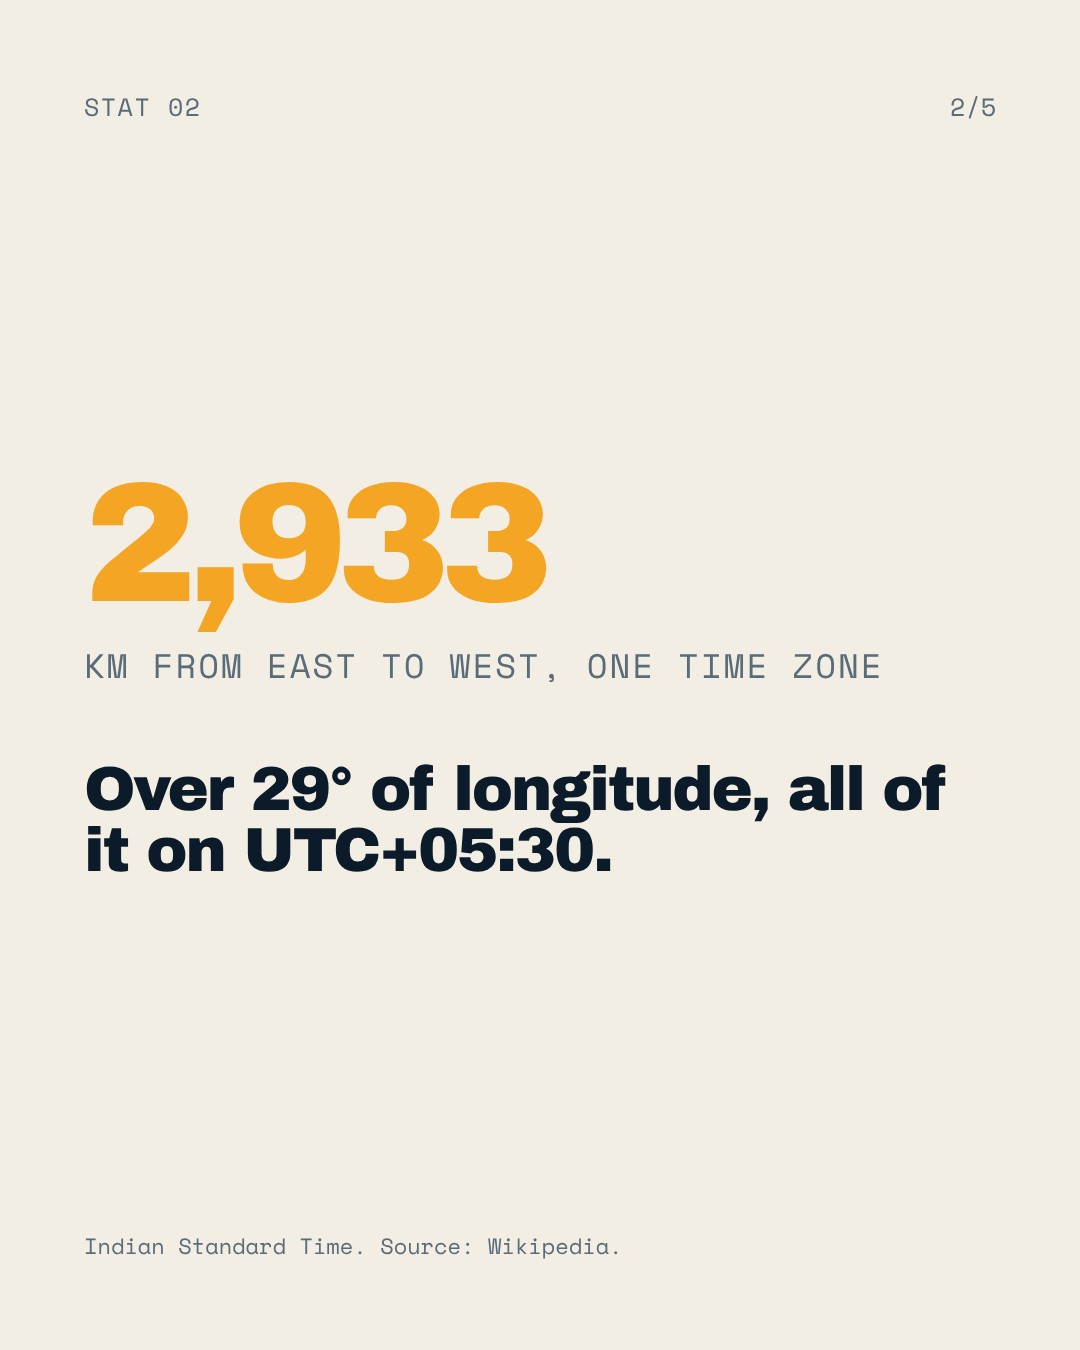 STAT 02
2/5
2,933
KM FROM EAST TO WEST, ONE TIME ZONE
Over 29° of longitude, all of
it on UTC+05:30.
Indian Standard Time. Source: Wikipedia.